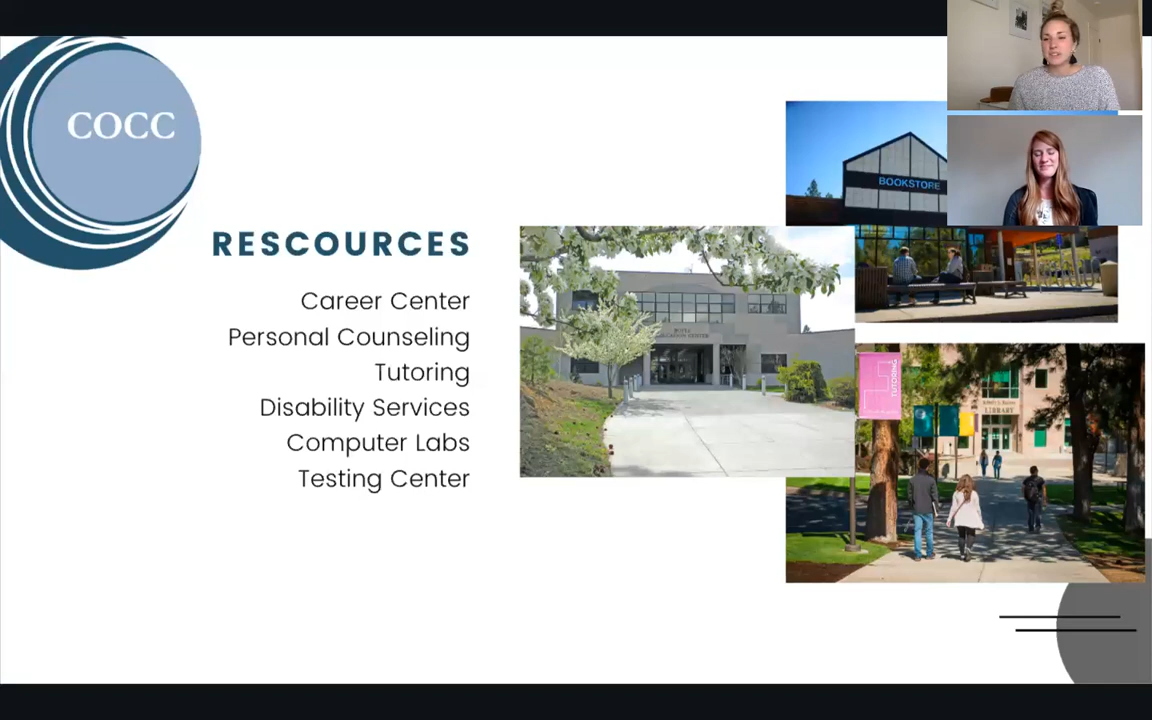 COCC
RESCOURCES
Career Center
Personal Counseling
Tutoring
Disability Services
Computer Labs
Testing Center
BOOKSTORE
TUTORING
LIBRARY